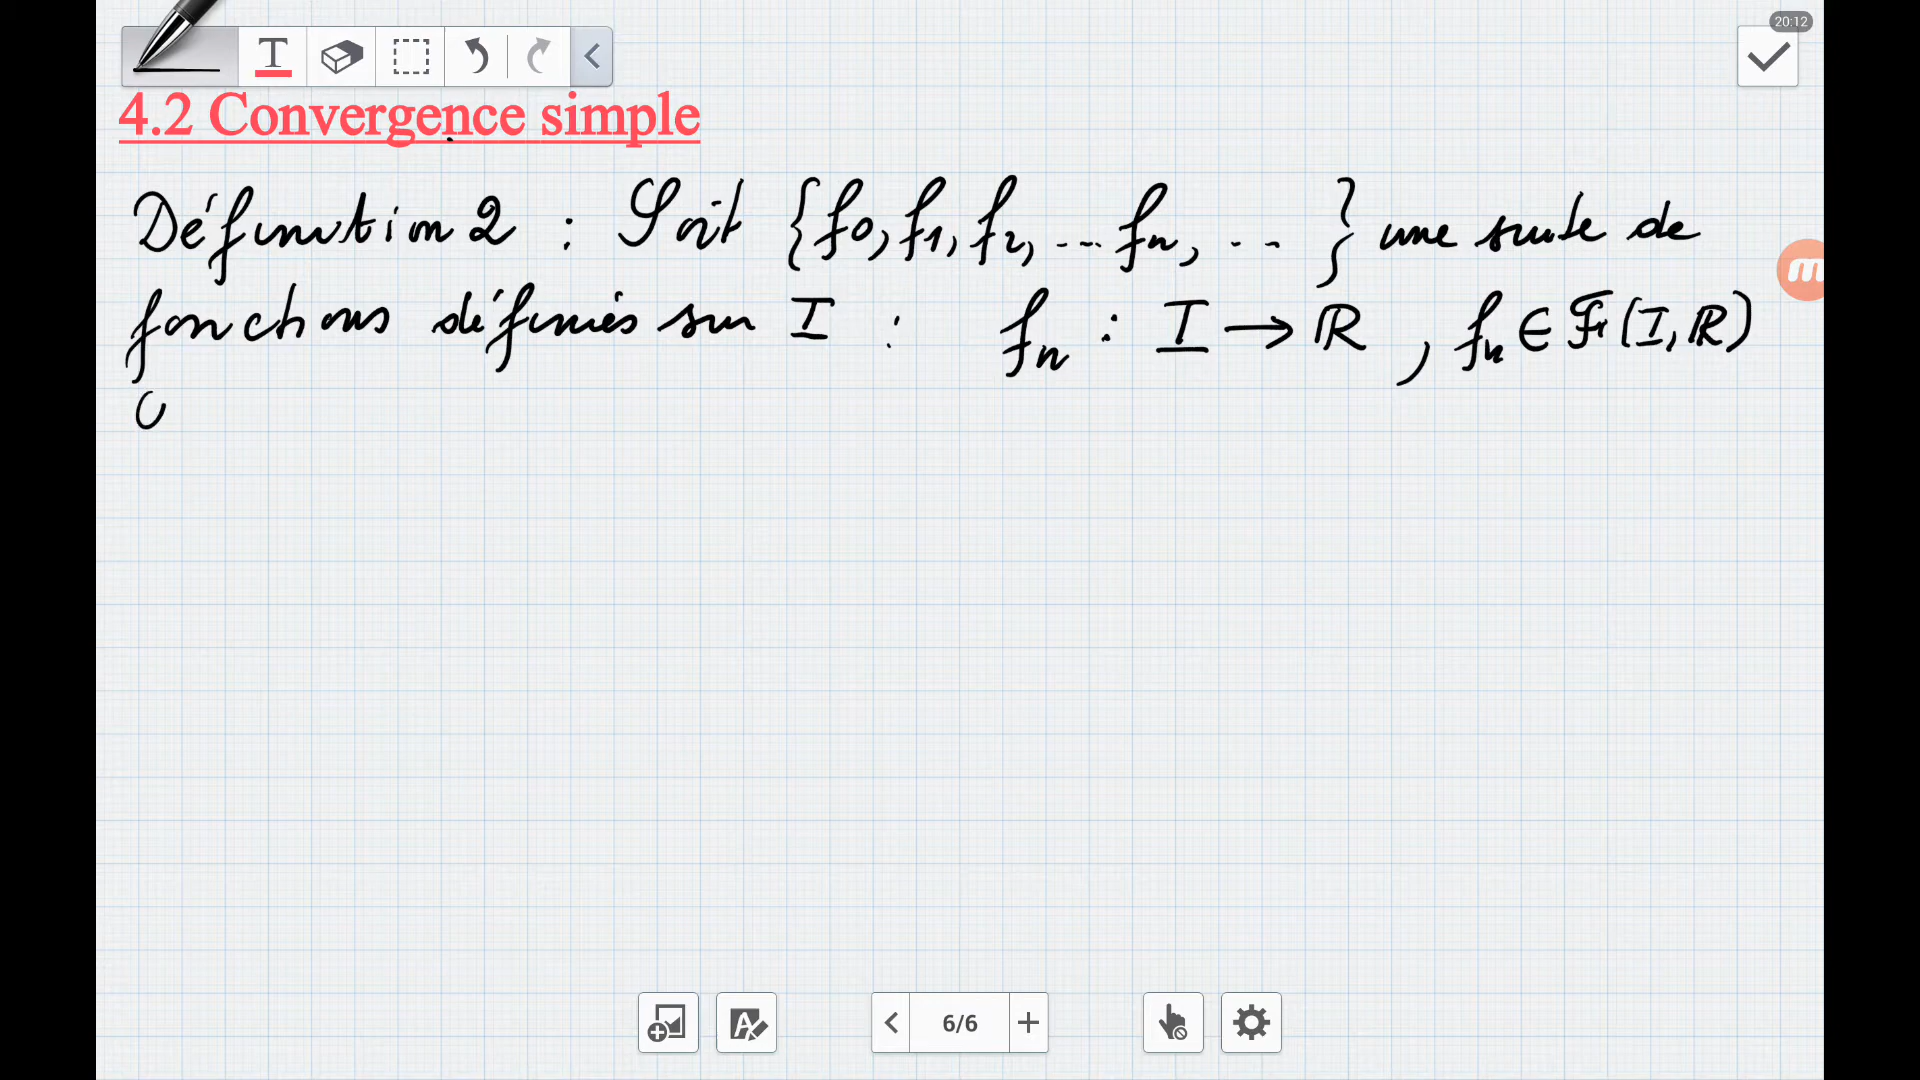 20:12
T
4.2 Convergence simple
Définition 2 : Soit {f0, f1, f2, ... fn, ... } une suite de
fonctions définies sur I : fn : I → ℝ , fn ∈ ℱ(I, ℝ)
O
A
6/6